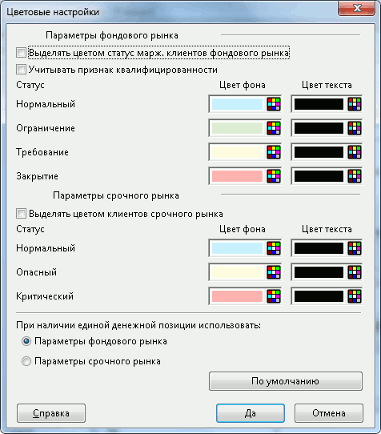 Цветовые настройки
Параметры фондового рынка
Выделять цветом статус марж. клиентов фондового рынка
Учитывать признак квалифицированности
Статус Цвет фона Цвет текста
Нормальный
Ограничение
Требование
Закрытие
Параметры срочного рынка
Выделять цветом клиентов срочного рынка
Статус Цвет фона Цвет текста
Нормальный
Опасный
Критический
При наличии единой денежной позиции использовать:
Параметры фондового рынка
Параметры срочного рынка
По умолчанию
Справка Да Отмена